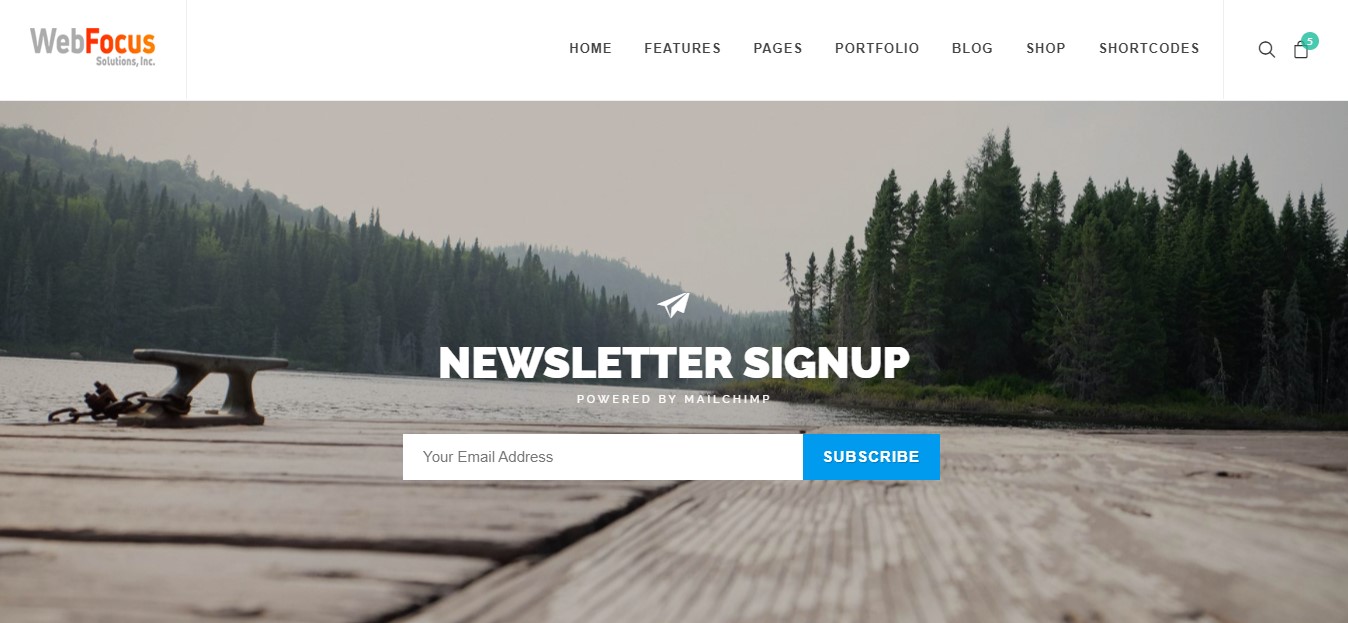 WebFocus
Solutions, Inc.
HOME FEATURES PAGES PORTFOLIO BLOG SHOP SHORTCODES
5
NEWSLETTER SIGNUP
POWERED BY MAILCHIMP
Your Email Address SUBSCRIBE